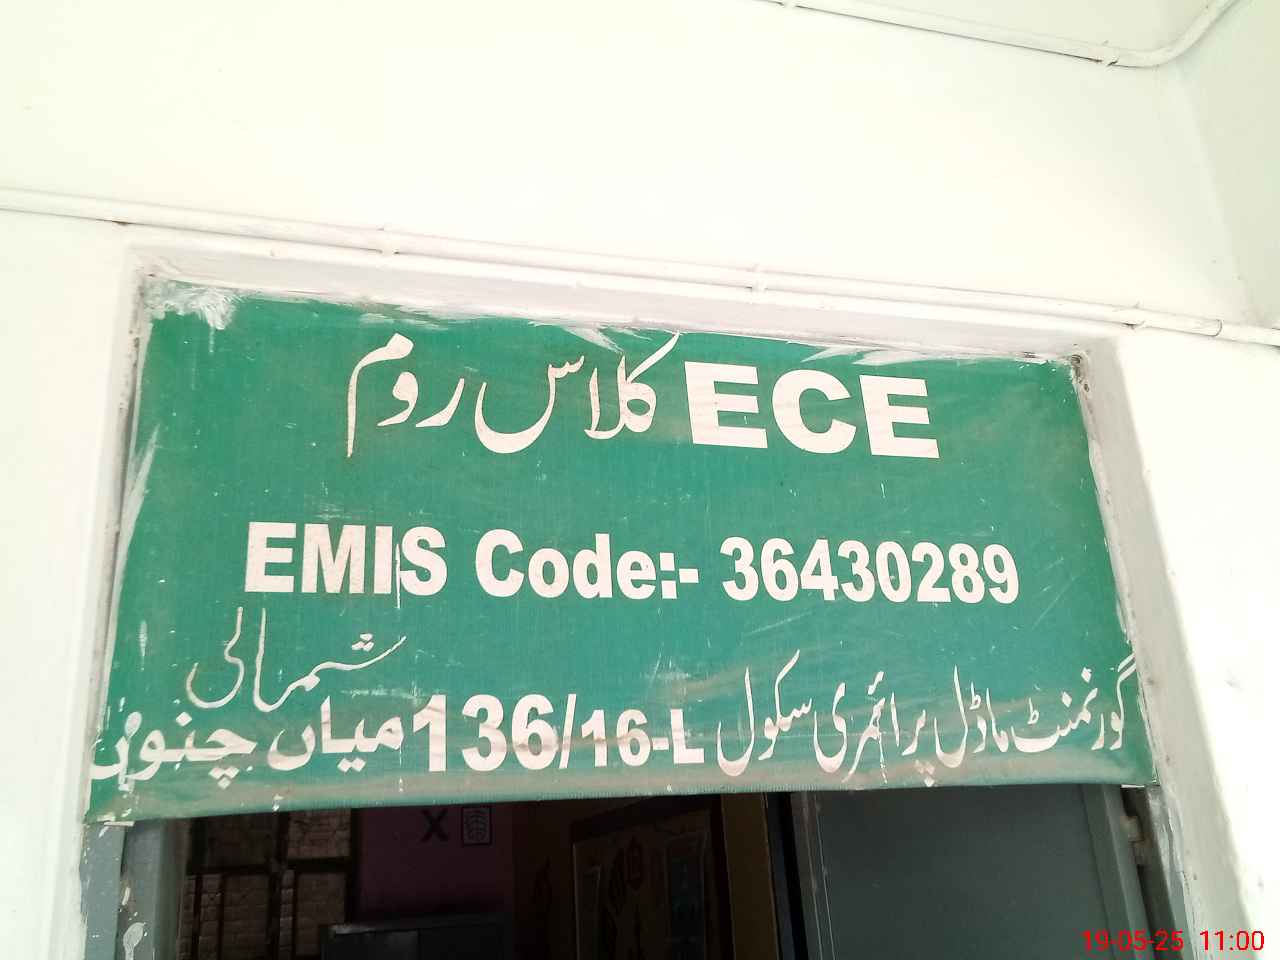 ECE کلاس روم
EMIS Code:- 36430289
شمالی
گورنمنٹ ماڈل پرائمری سکول 136/16-L میاں چنوں
X
19-05-25 11:00